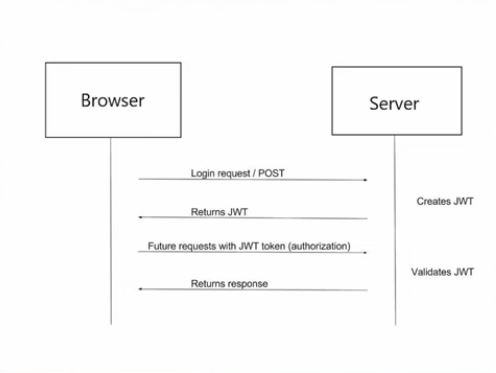 Browser
Server
Login request / POST
Creates JWT
Returns JWT
Future requests with JWT token (authorization)
Validates JWT
Returns response